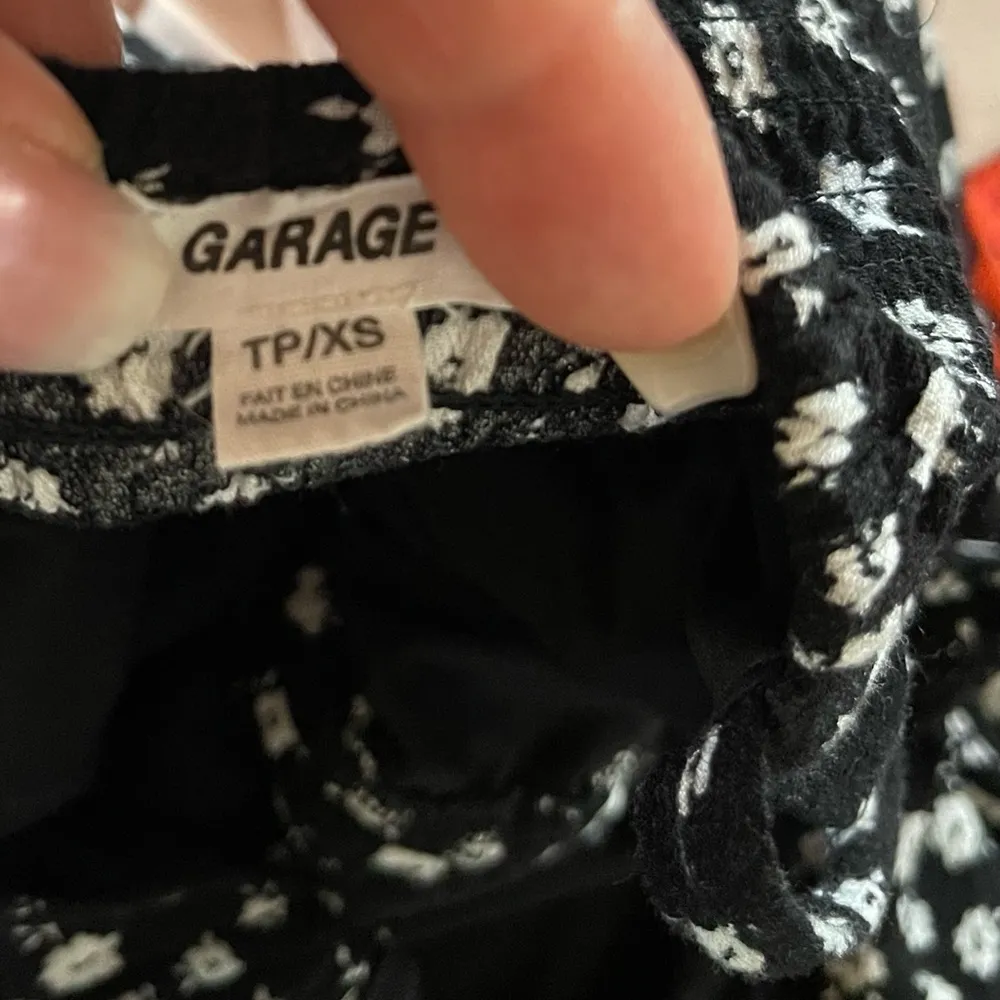 GARAGE
TP/XS
FAIT EN CHINE
MADE IN CHINA